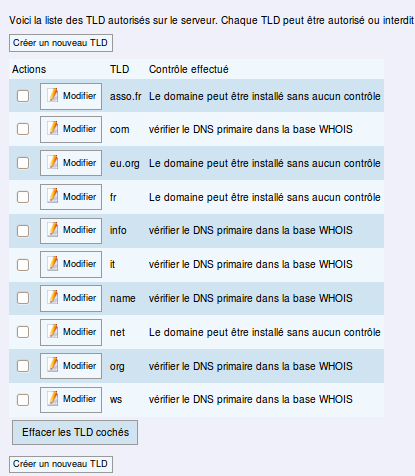 Voici la liste des TLD autorisés sur le serveur. Chaque TLD peut être autorisé ou interdit
Créer un nouveau TLD
Actions TLD Contrôle effectué
Modifier asso.fr Le domaine peut être installé sans aucun contrôle
Modifier com vérifier le DNS primaire dans la base WHOIS
Modifier eu.org Le domaine peut être installé sans aucun contrôle
Modifier fr Le domaine peut être installé sans aucun contrôle
Modifier info vérifier le DNS primaire dans la base WHOIS
Modifier it vérifier le DNS primaire dans la base WHOIS
Modifier name vérifier le DNS primaire dans la base WHOIS
Modifier net Le domaine peut être installé sans aucun contrôle
Modifier org vérifier le DNS primaire dans la base WHOIS
Modifier ws vérifier le DNS primaire dans la base WHOIS
Effacer les TLD cochés
Créer un nouveau TLD